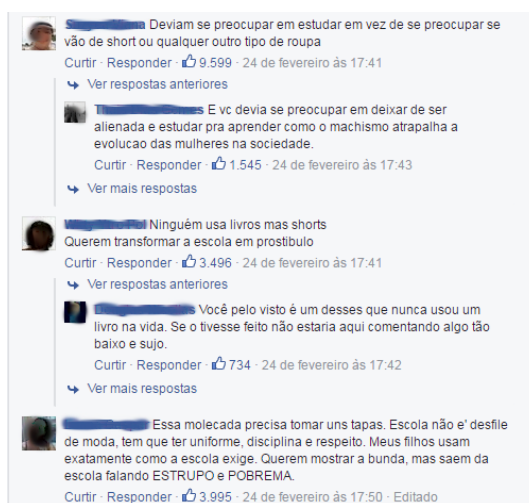 Deviam se preocupar em estudar em vez de se preocupar se
vão de short ou qualquer outro tipo de roupa
Curtir · Responder · 9.599 · 24 de fevereiro às 17:41
Ver respostas anteriores
E vc devia se preocupar em deixar de ser
alienada e estudar pra aprender como o machismo atrapalha a
evolucao das mulheres na sociedade.
Curtir · Responder · 1.545 · 24 de fevereiro às 17:43
Ver mais respostas
Ninguém usa livros mas shorts
Querem transformar a escola em prostibulo
Curtir · Responder · 3.496 · 24 de fevereiro às 17:41
Ver respostas anteriores
Você pelo visto é um desses que nunca usou um
livro na vida. Se o tivesse feito não estaria aqui comentando algo tão
baixo e sujo.
Curtir · Responder · 734 · 24 de fevereiro às 17:42
Ver mais respostas
Essa molecada precisa tomar uns tapas. Escola não e' desfile
de moda, tem que ter uniforme, disciplina e respeito. Meus filhos usam
exatamente como a escola exige. Querem mostrar a bunda, mas saem da
escola falando ESTRUPO e POBREMA.
Curtir · Responder · 3.995 · 24 de fevereiro às 17:50 · Editado